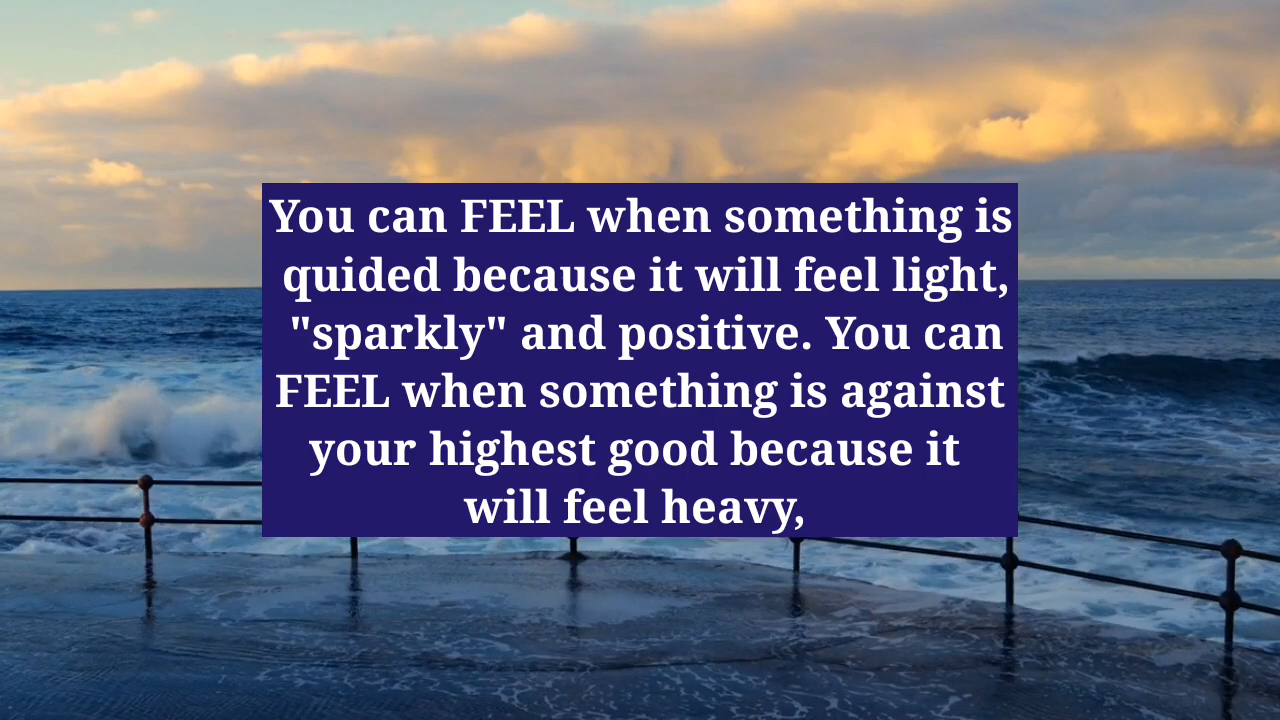 You can FEEL when something is
quided because it will feel light,
"sparkly" and positive. You can
FEEL when something is against
your highest good because it
will feel heavy,